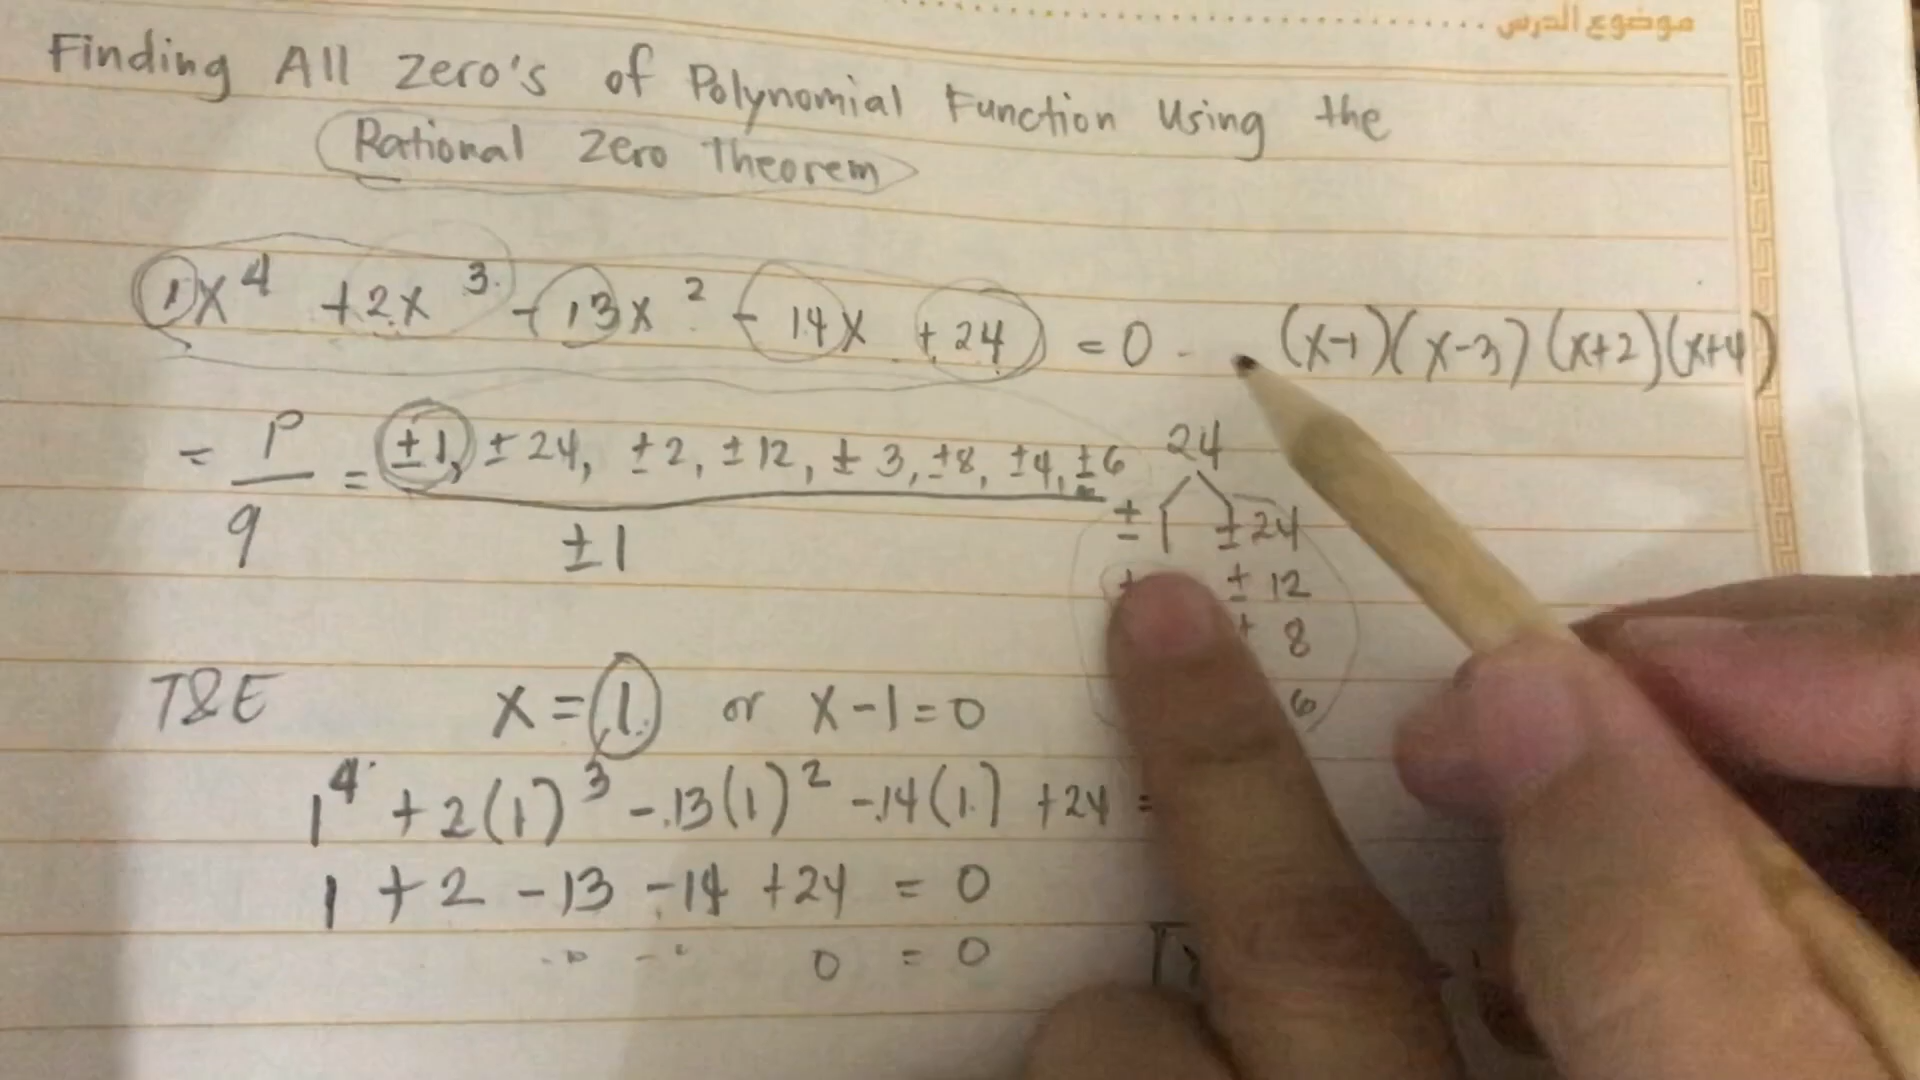 موضوع الدرس
Finding All Zero's of Polynomial Function Using the
Rational Zero Theorem
1x⁴ + 2x³ - 13x² - 14x + 24 = 0 (x-1)(x-3)(x+2)(x+4)
= P/q = ±1, ±24, ±2, ±12, ±3, ±8, ±4, ±6 / ±1
24
±1 ±24
± ±12
± 8
6
T&E x = 1 or x-1=0
1⁴ + 2(1)³ - 13(1)² - 14(1) + 24 =
1 + 2 - 13 - 14 + 24 = 0
0 = 0